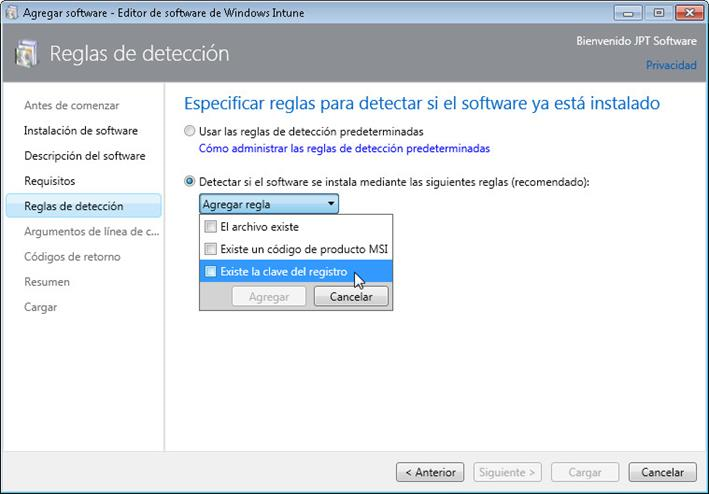 Agregar software - Editor de software de Windows Intune
Reglas de detección
Bienvenido JPT Software
Privacidad
Antes de comenzar
Instalación de software
Descripción del software
Requisitos
Reglas de detección
Argumentos de línea de c...
Códigos de retorno
Resumen
Cargar
Especificar reglas para detectar si el software ya está instalado
Usar las reglas de detección predeterminadas
Cómo administrar las reglas de detección predeterminadas
Detectar si el software se instala mediante las siguientes reglas (recomendado):
Agregar regla
El archivo existe
Existe un código de producto MSI
Existe la clave del registro
Agregar Cancelar
< Anterior Siguiente > Cargar Cancelar